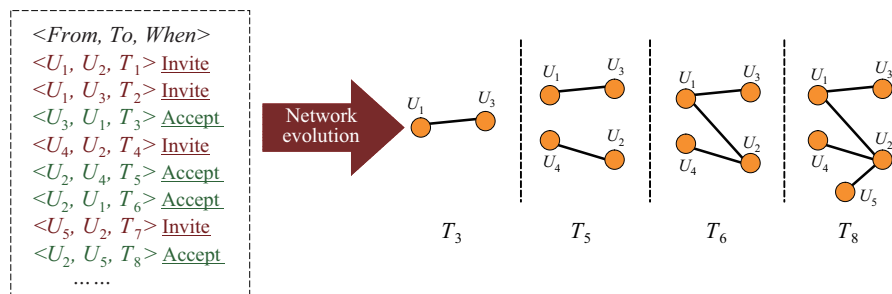 <From, To, When>
<U1, U2, T1> Invite
<U1, U3, T2> Invite
<U3, U1, T3> Accept
<U4, U2, T4> Invite
<U2, U4, T5> Accept
<U2, U1, T6> Accept
<U5, U2, T7> Invite
<U2, U5, T8> Accept
... ...
Network
evolution
U1 U3
T3
U1 U3
U2
U4
T5
U1 U3
U2
U4
T6
U1 U3
U2
U4
U5
T8